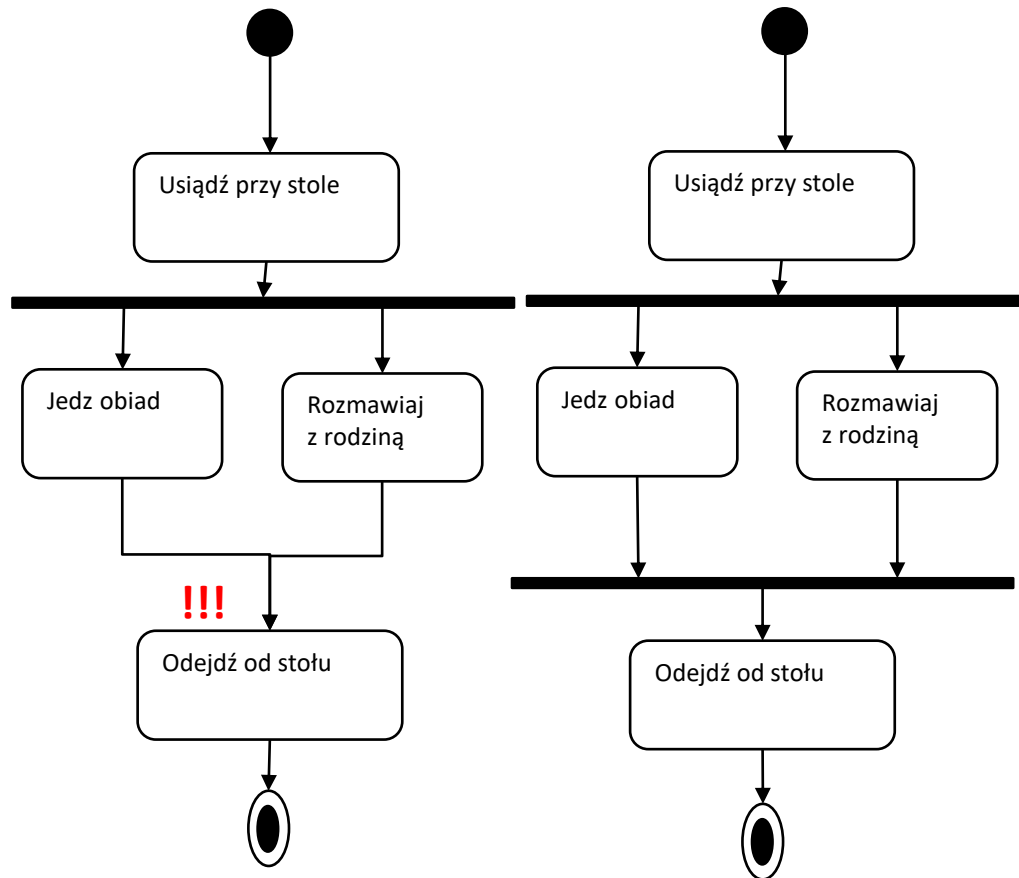 Usiądź przy stole
Jedz obiad
Rozmawiaj
z rodziną
!!!
Odejdź od stołu
Usiądź przy stole
Jedz obiad
Rozmawiaj
z rodziną
Odejdź od stołu